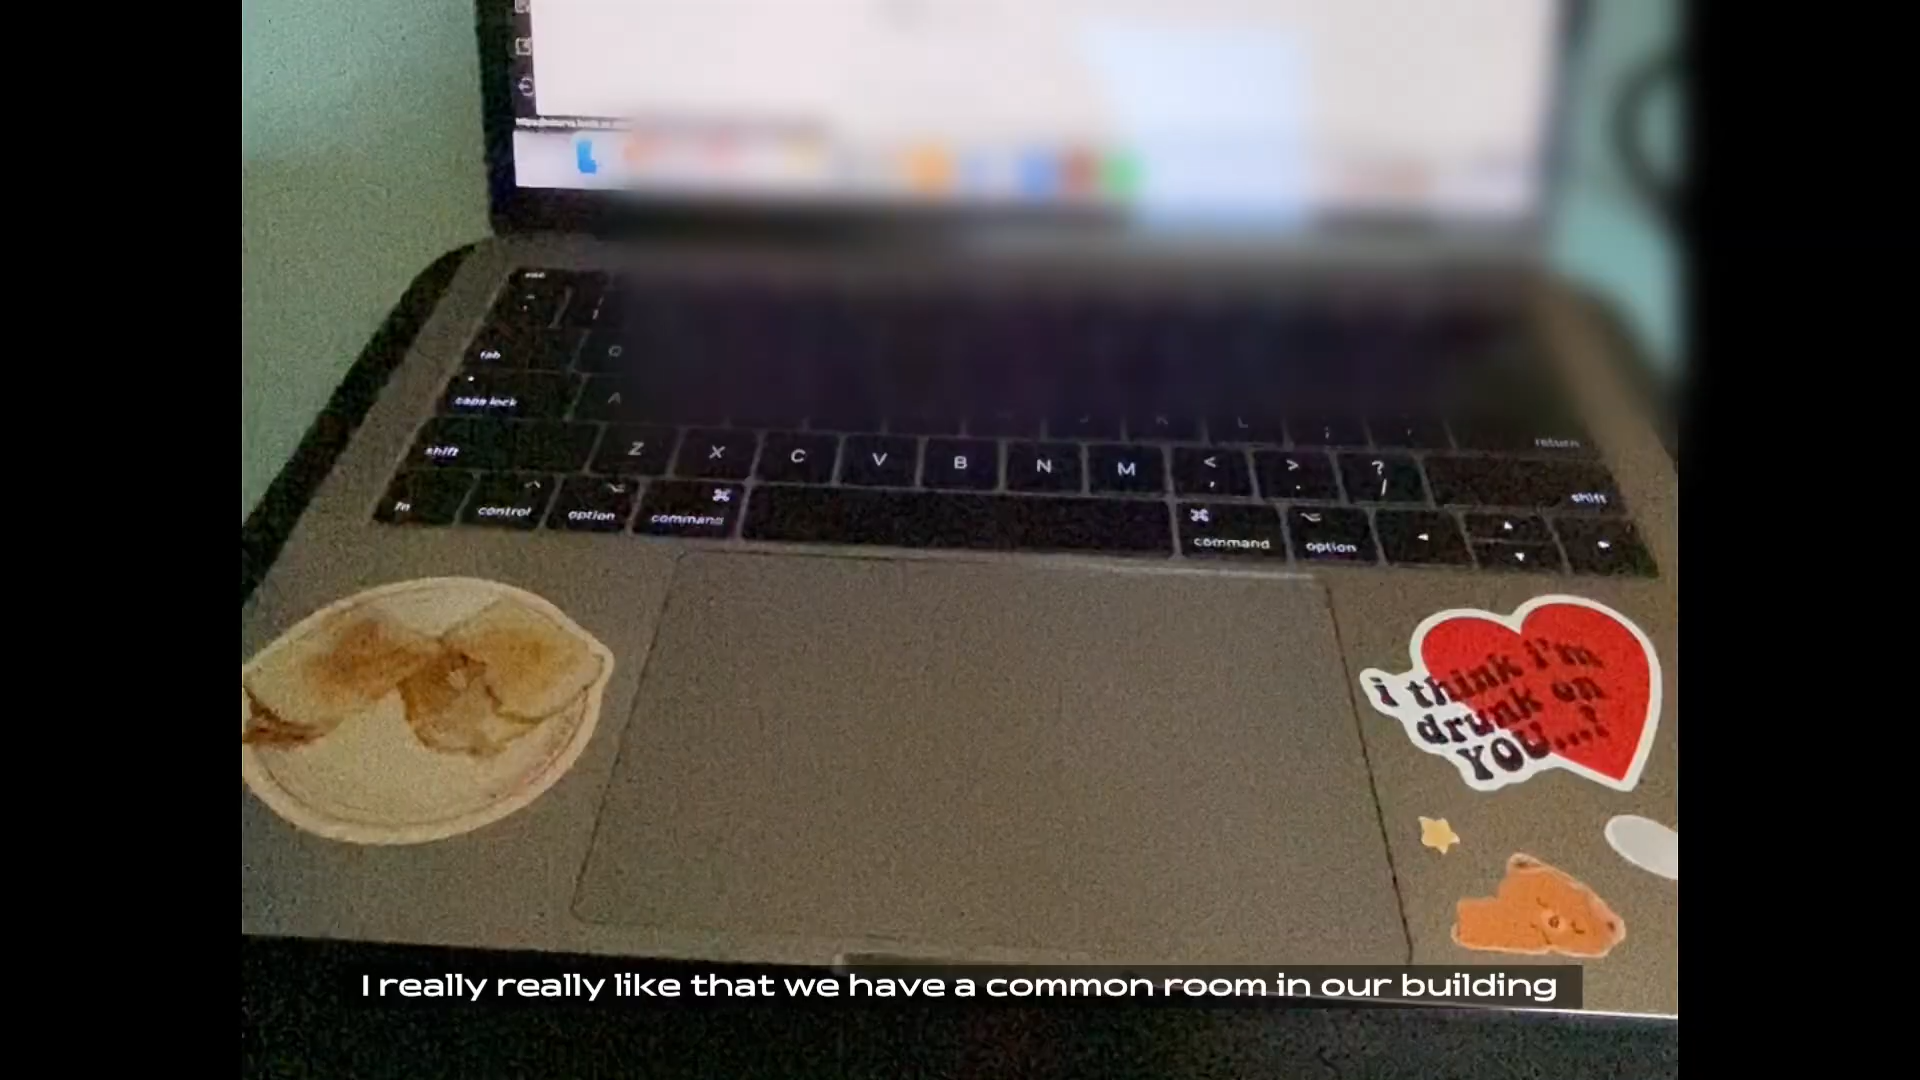 esc
tab
Q
caps lock
A
return
shift
Z X C V B N M < , > . ? /
shift
fn
control
option
command
command
option
i think i'm
drunk on
YOU...?
I really really like that we have a common room in our building